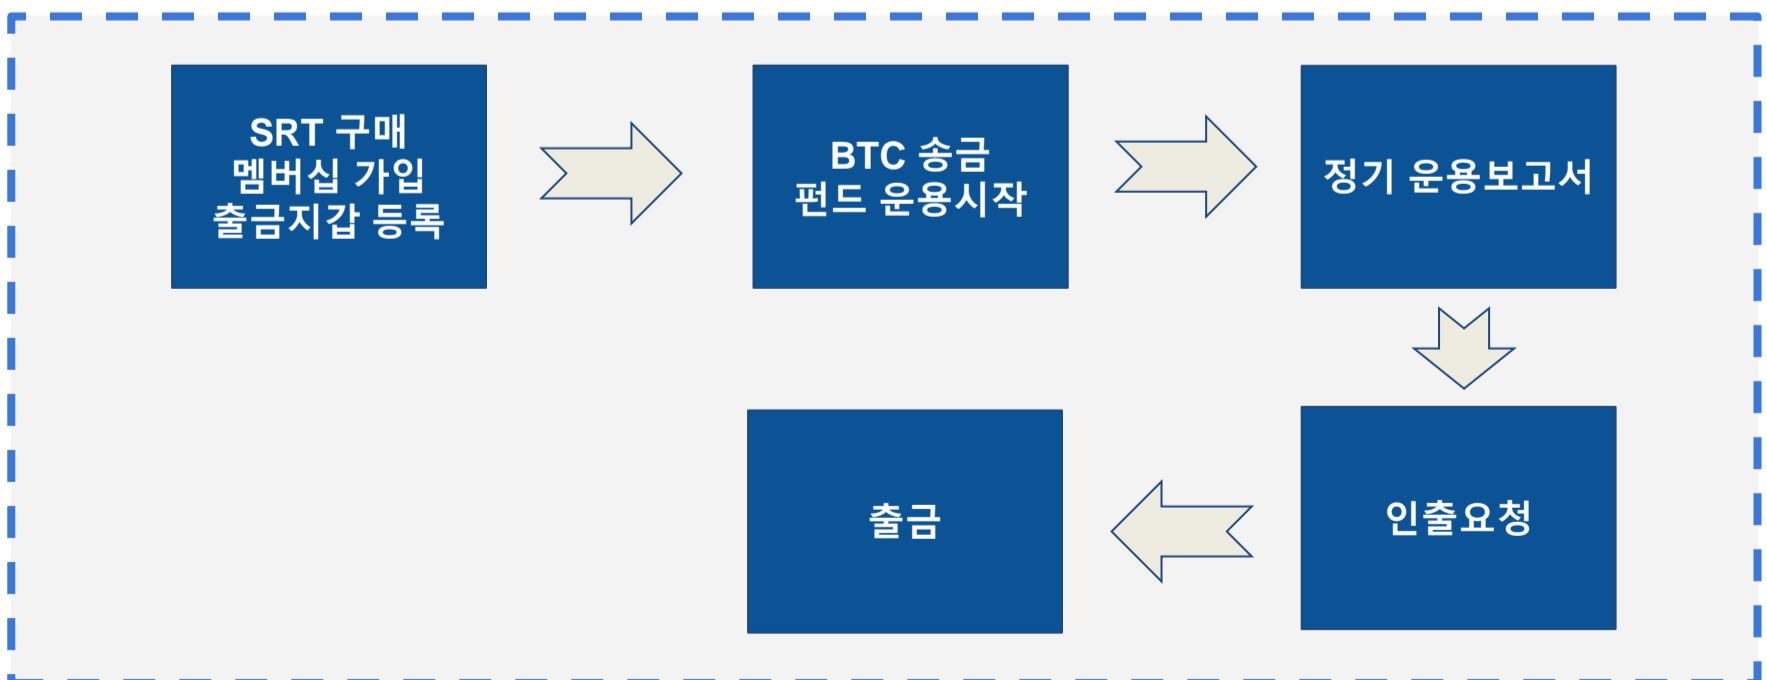 SRT 구매
멤버십 가입
출금지갑 등록
BTC 송금
펀드 운용시작
정기 운용보고서
인출요청
출금